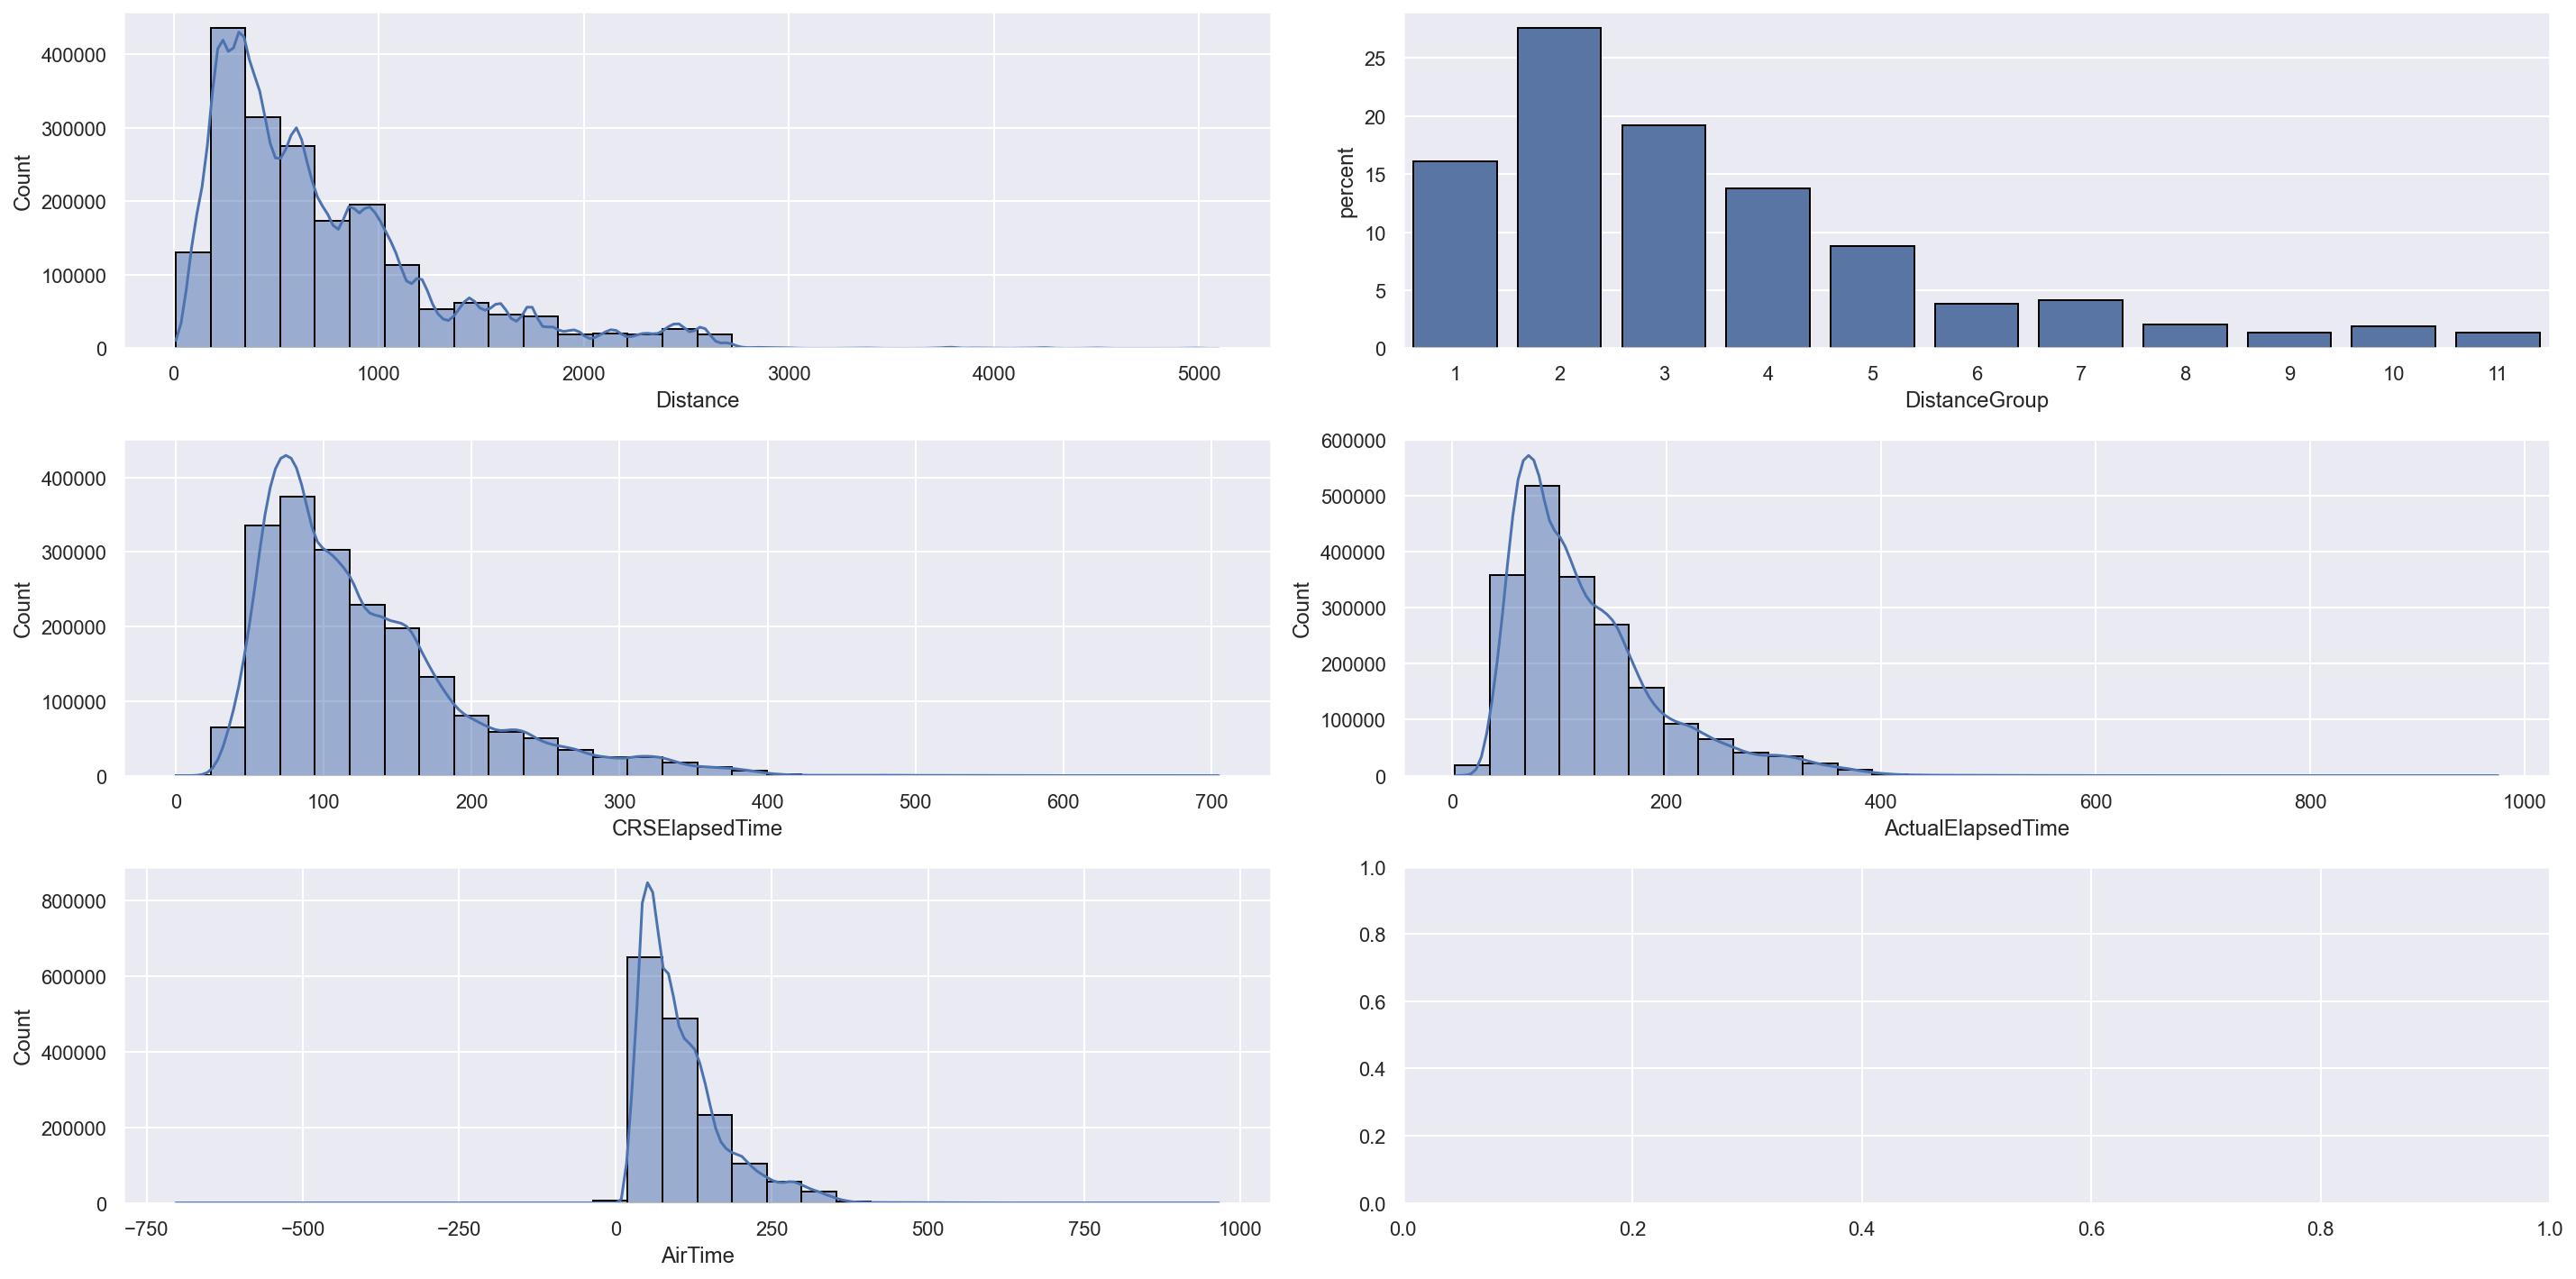 400000
300000
200000
100000
0
Count
0 1000 2000 3000 4000 5000
Distance
25
20
15
10
5
0
percent
1 2 3 4 5 6 7 8 9 10 11
DistanceGroup
400000
300000
200000
100000
0
Count
0 100 200 300 400 500 600 700
CRSElapsedTime
600000
500000
400000
300000
200000
100000
0
Count
0 200 400 600 800 1000
ActualElapsedTime
800000
600000
400000
200000
0
Count
−750 −500 −250 0 250 500 750 1000
AirTime
1.0
0.8
0.6
0.4
0.2
0.0
0.0 0.2 0.4 0.6 0.8 1.0